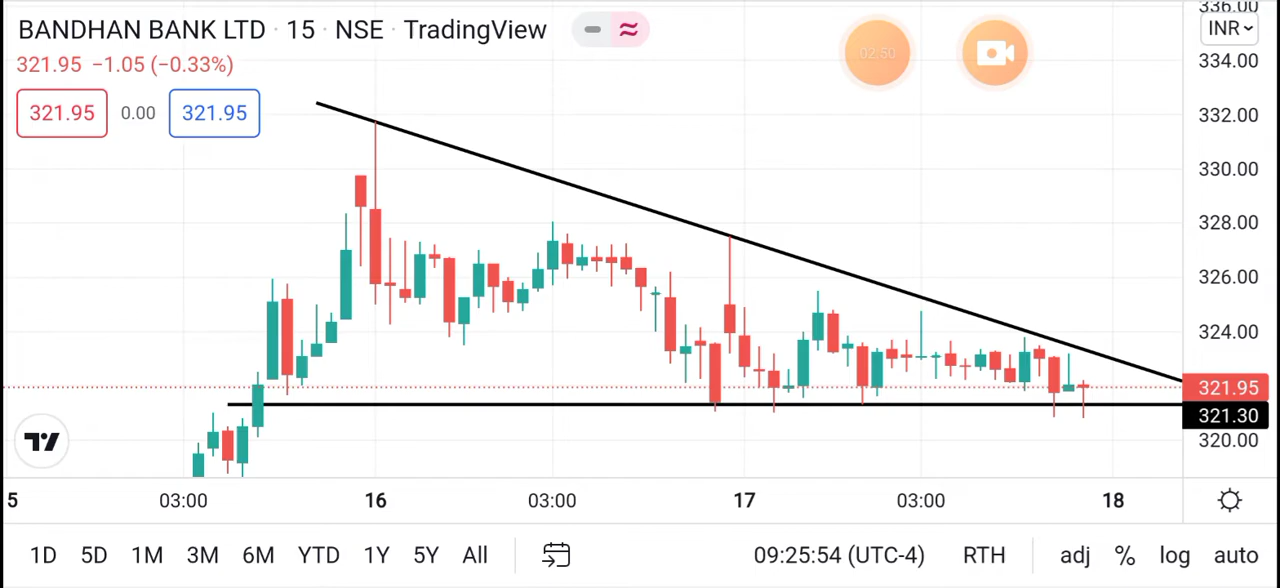 BANDHAN BANK LTD · 15 · NSE · TradingView
321.95 −1.05 (−0.33%)
321.95 0.00 321.95
02:50
INR
336.00
334.00
332.00
330.00
328.00
326.00
324.00
321.95
321.30
320.00
5 03:00 16 03:00 17 03:00 18
1D 5D 1M 3M 6M YTD 1Y 5Y All 09:25:54 (UTC-4) RTH adj % log auto